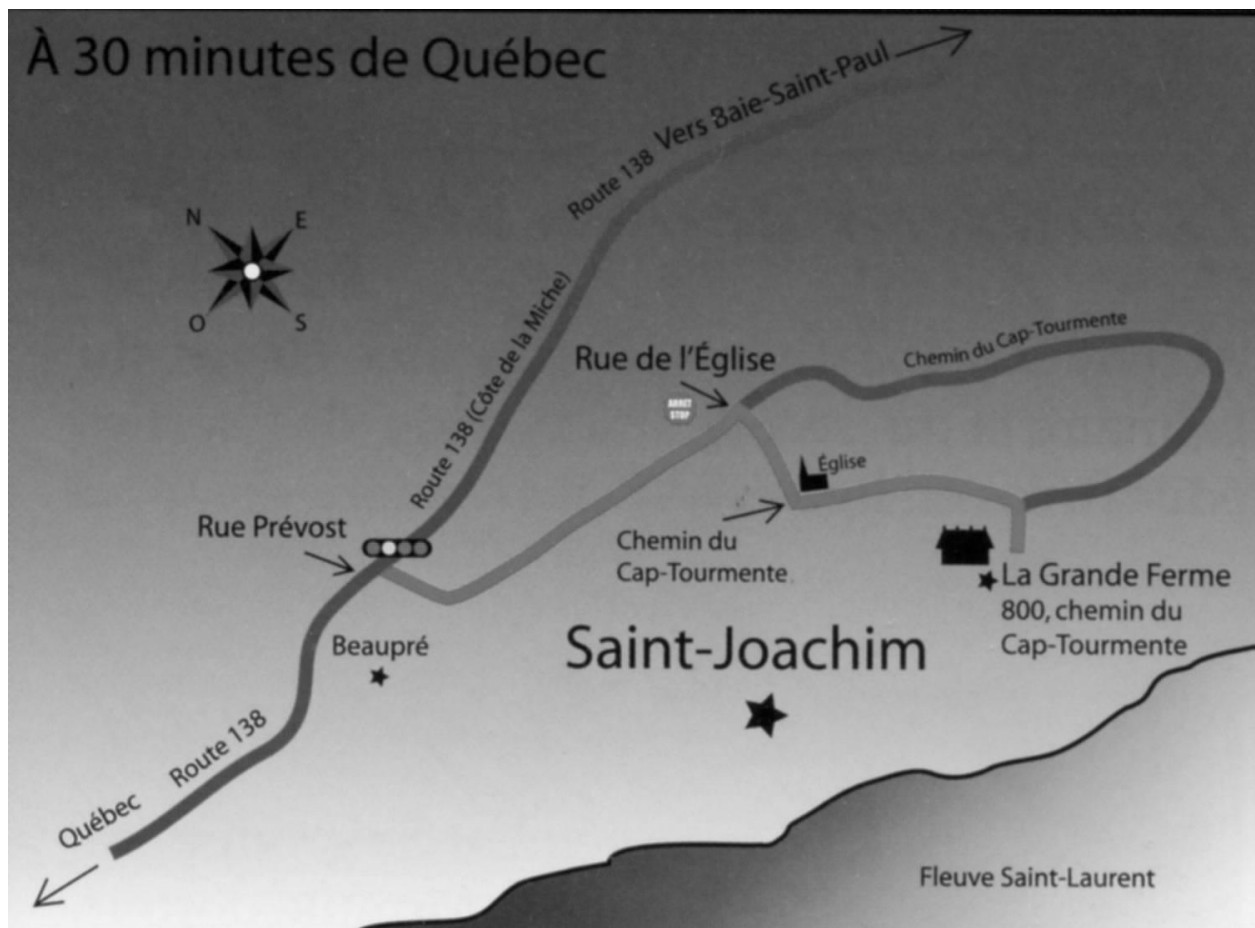 À 30 minutes de Québec
Vers Baie-Saint-Paul
Route 138
N
E
O
S
Route 138 (Côte de la Miche)
Chemin du Cap-Tourmente
Rue de l'Église
ARRET
STOP
Église
Rue Prévost
Chemin du
Cap-Tourmente
La Grande Ferme
800, chemin du
Cap-Tourmente
Beaupré
Saint-Joachim
Route 138
Québec
Fleuve Saint-Laurent